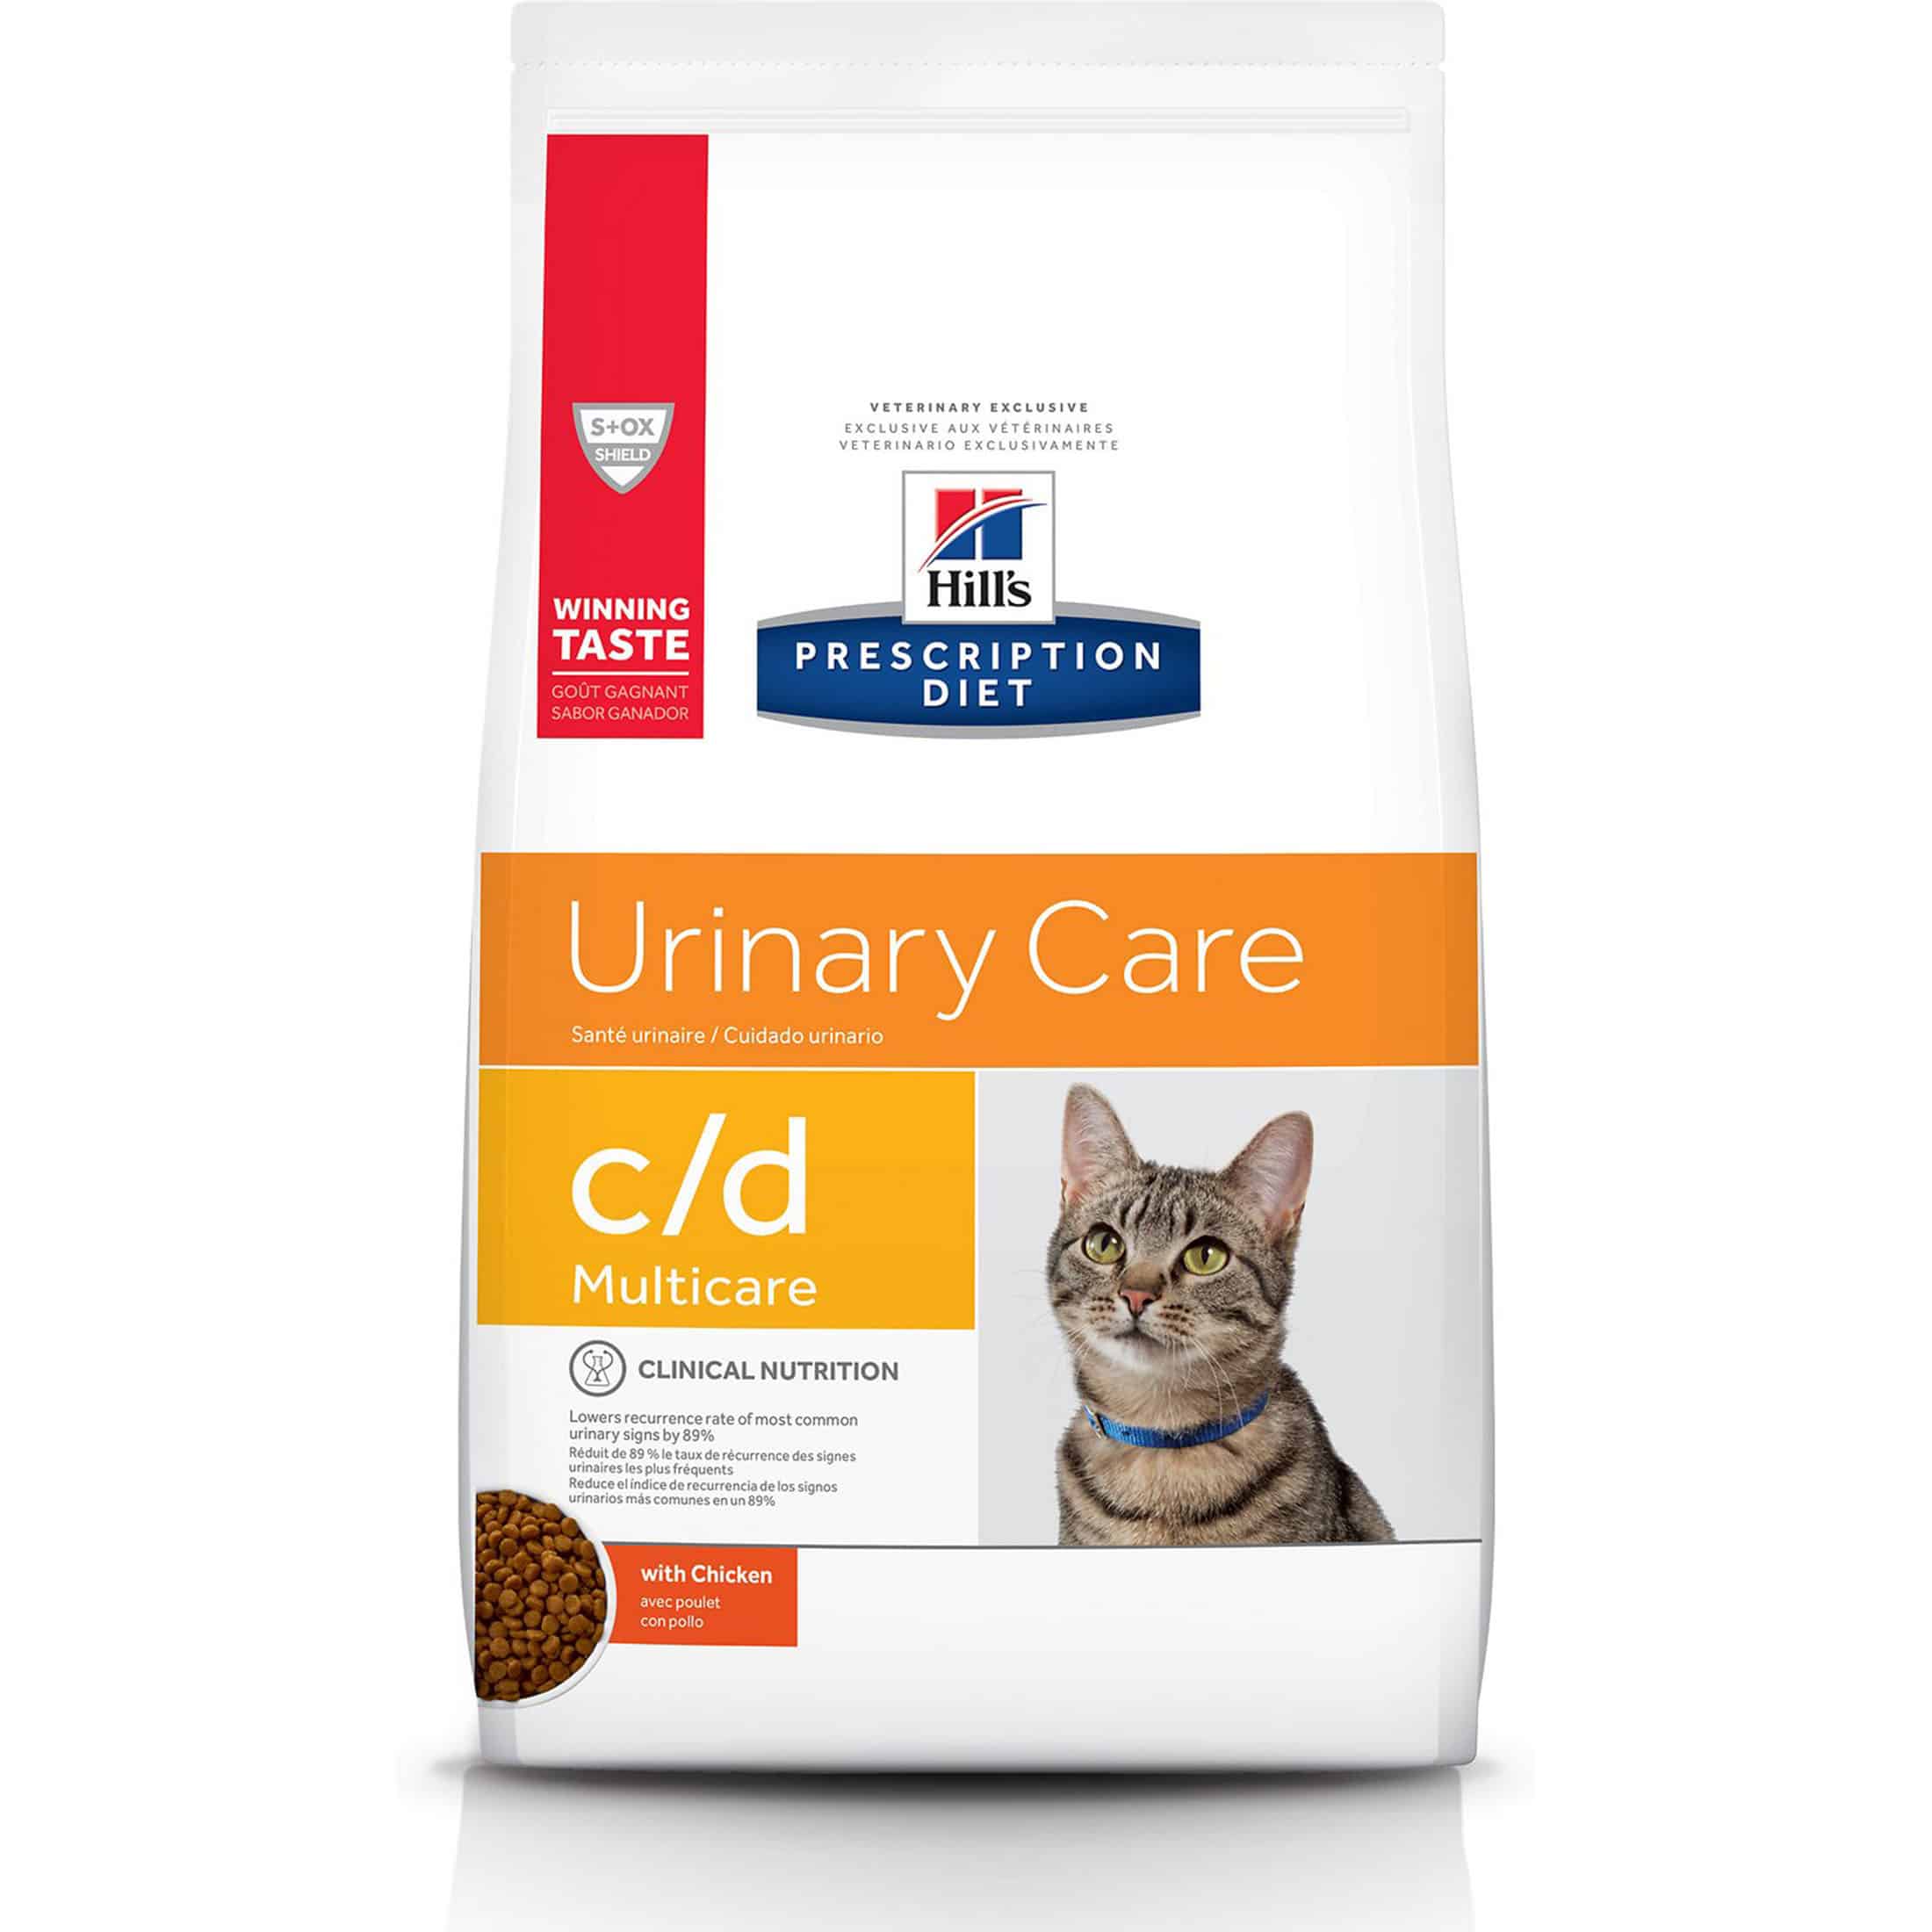 VETERINARY EXCLUSIVE
EXCLUSIVE AUX VÉTÉRINAIRES
VETERINARIO EXCLUSIVAMENTE
S+OX
SHIELD
Hill's
PRESCRIPTION
DIET
WINNING
TASTE
GOÛT GAGNANT
SABOR GANADOR
Urinary Care
Santé urinaire / Cuidado urinario
c/d
Multicare
CLINICAL NUTRITION
Lowers recurrence rate of most common
urinary signs by 89%
Réduit de 89 % le taux de récurrence des signes
urinaires les plus fréquents
Reduce el índice de recurrencia de los signos
urinarios más comunes en un 89%
with Chicken
avec poulet
con pollo